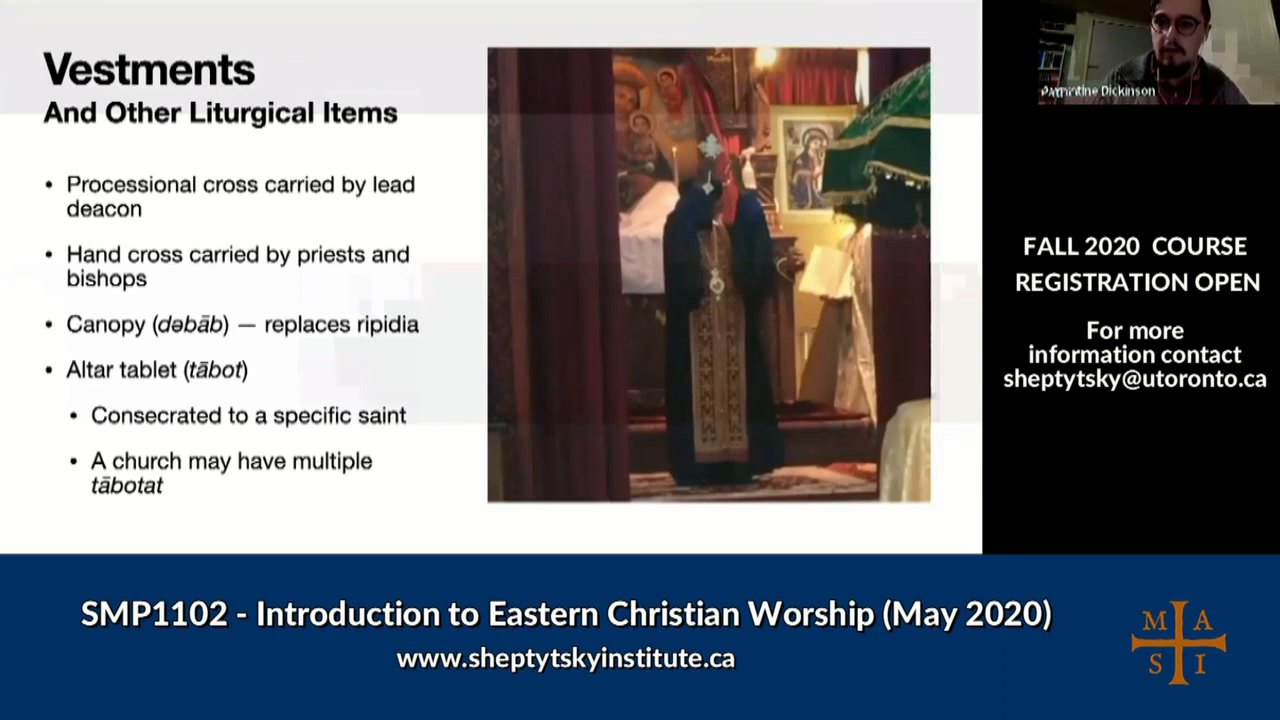 Vestments
And Other Liturgical Items
• Processional cross carried by lead
deacon
• Hand cross carried by priests and
bishops
• Canopy (dəbāb) — replaces ripidia
• Altar tablet (tābot)
• Consecrated to a specific saint
• A church may have multiple
tābotat
Dickinson
FALL 2020 COURSE
REGISTRATION OPEN
For more
information contact
sheptytsky@utoronto.ca
SMP1102 - Introduction to Eastern Christian Worship (May 2020)
www.sheptytskyinstitute.ca
M A
S I